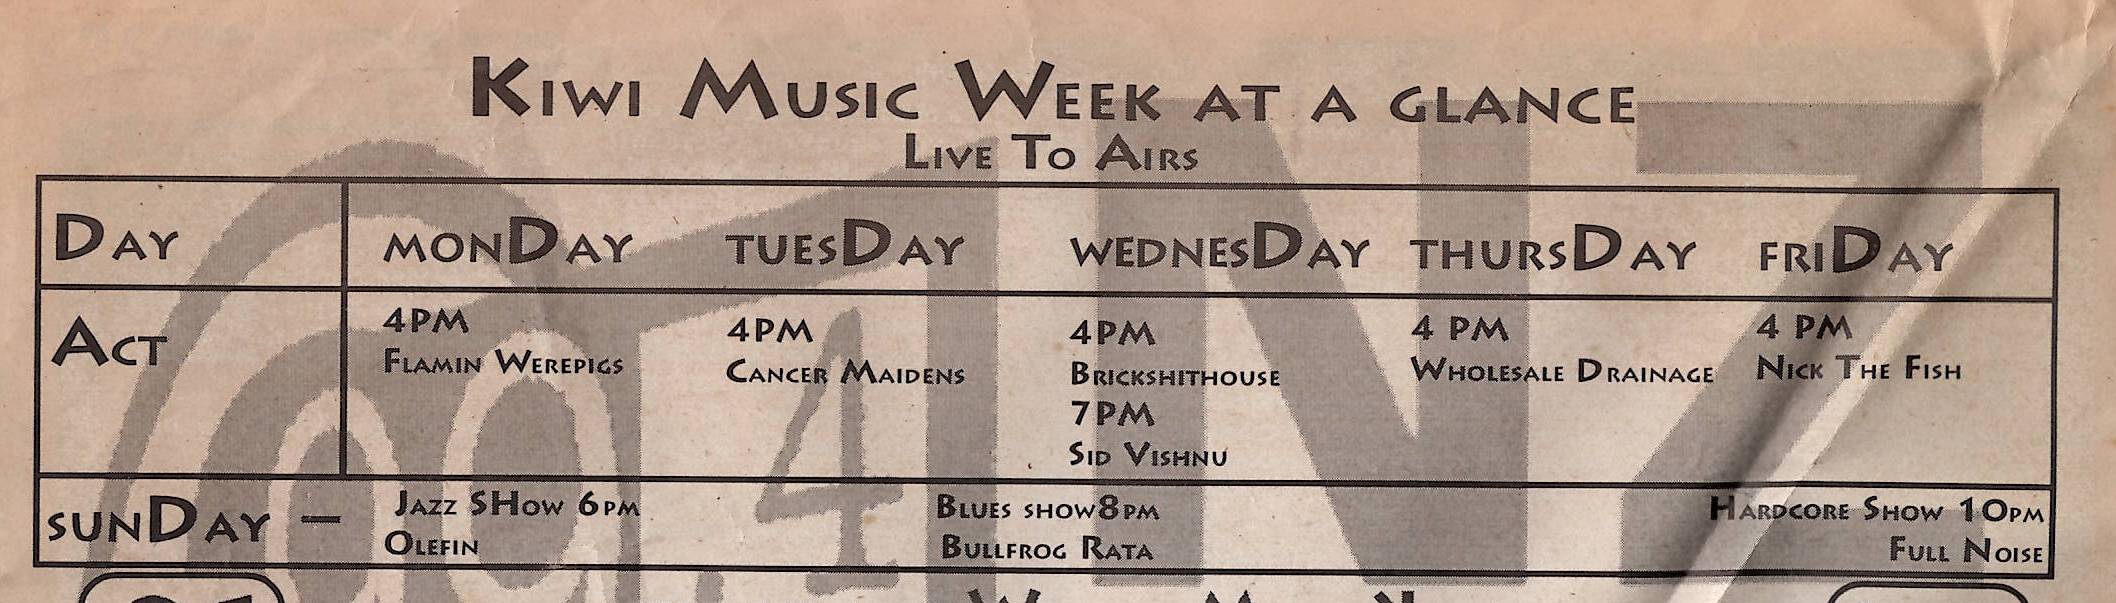 Kiwi Music Week at a glance
Live To Airs
Day monDay tuesDay wednesDay thursDay friDay
Act
4pm
Flamin Werepigs
4pm
Cancer Maidens
4pm
Brickshithouse
7pm
Sid Vishnu
4 pm
Wholesale Drainage
4 pm
Nick The Fish
sunDay –
Jazz SHow 6pm
Olefin
Blues show8pm
Bullfrog Rata
Hardcore Show 10pm
Full Noise